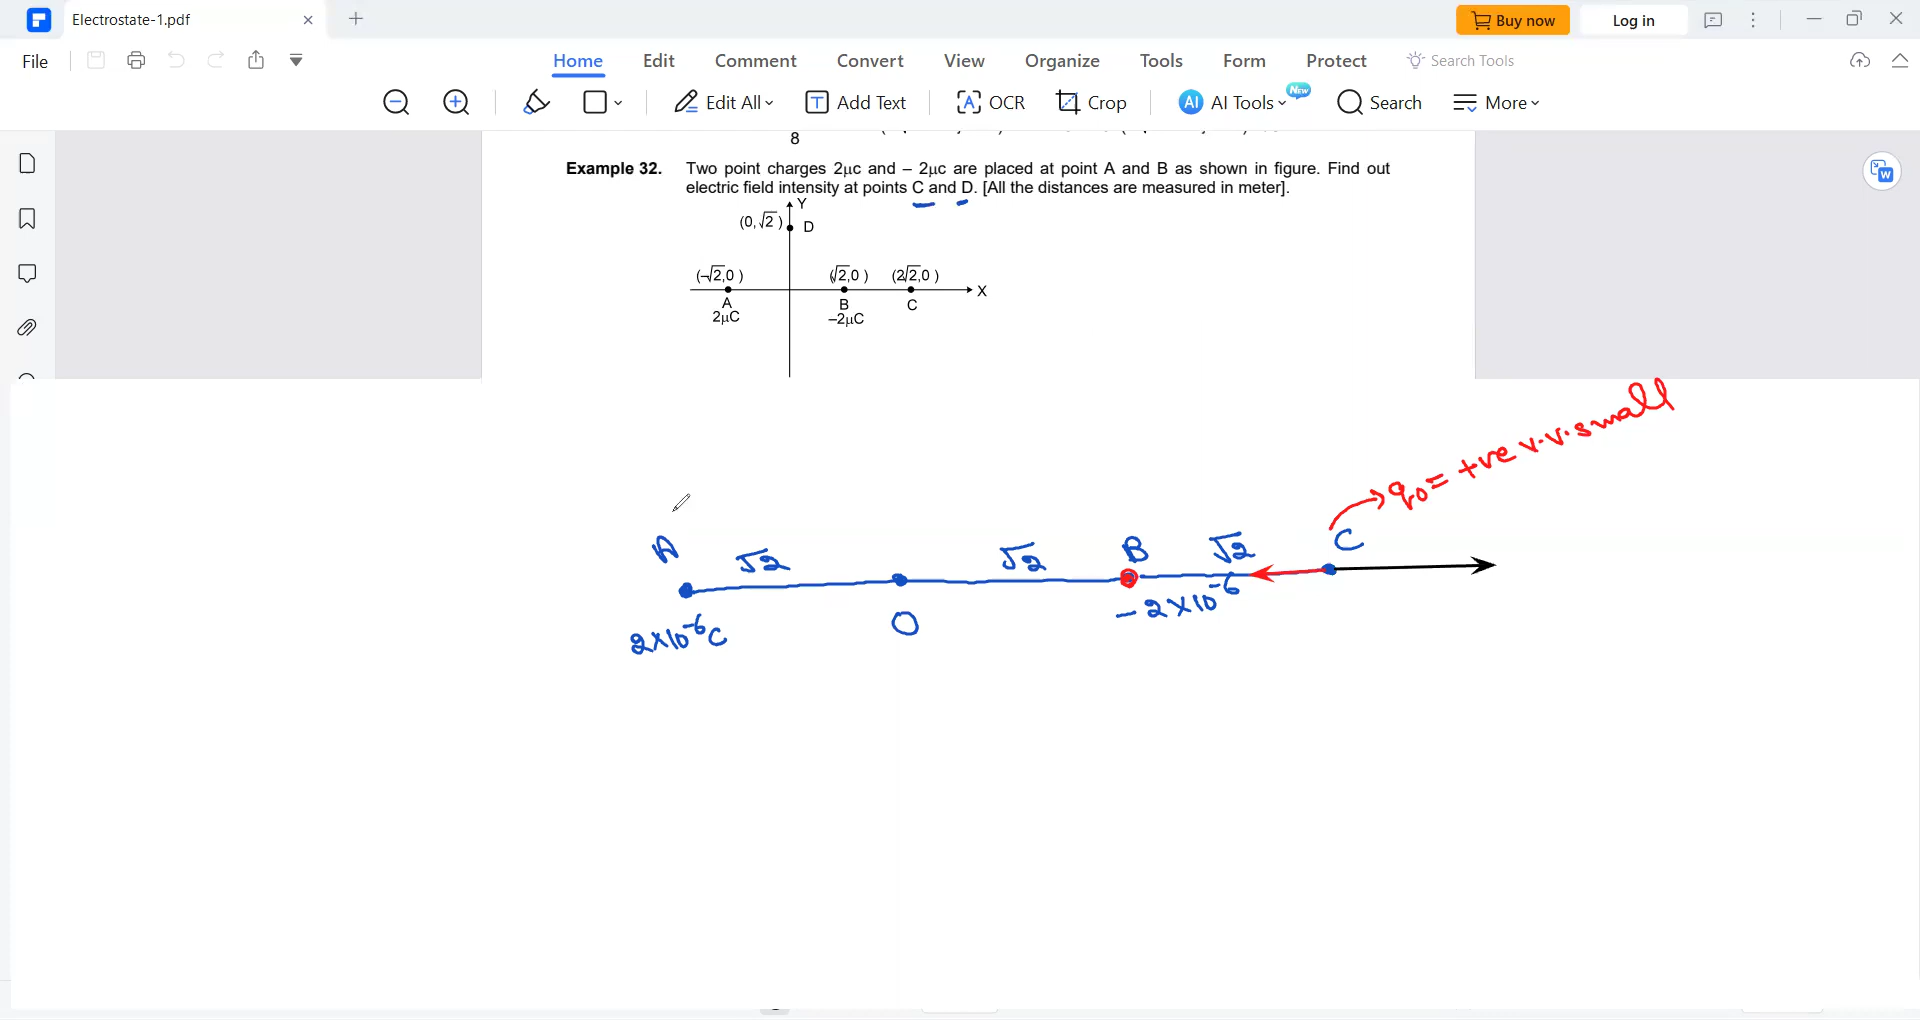 Electrostate-1.pdf
Buy now
Log in
File
Home Edit Comment Convert View Organize Tools Form Protect Search Tools
Edit All Add Text OCR Crop AI Tools New Search More
8
Example 32. Two point charges 2μc and – 2μc are placed at point A and B as shown in figure. Find out
electric field intensity at points C and D. [All the distances are measured in meter].
Y
(0,√2 ) D
(–√2,0 ) (√2,0 ) (2√2,0 )
X
A B C
2μC –2μC
q₀ = +ve v.v.small
A √2 √2 B √2 C
2×10⁻⁶C O –2×10⁻⁶